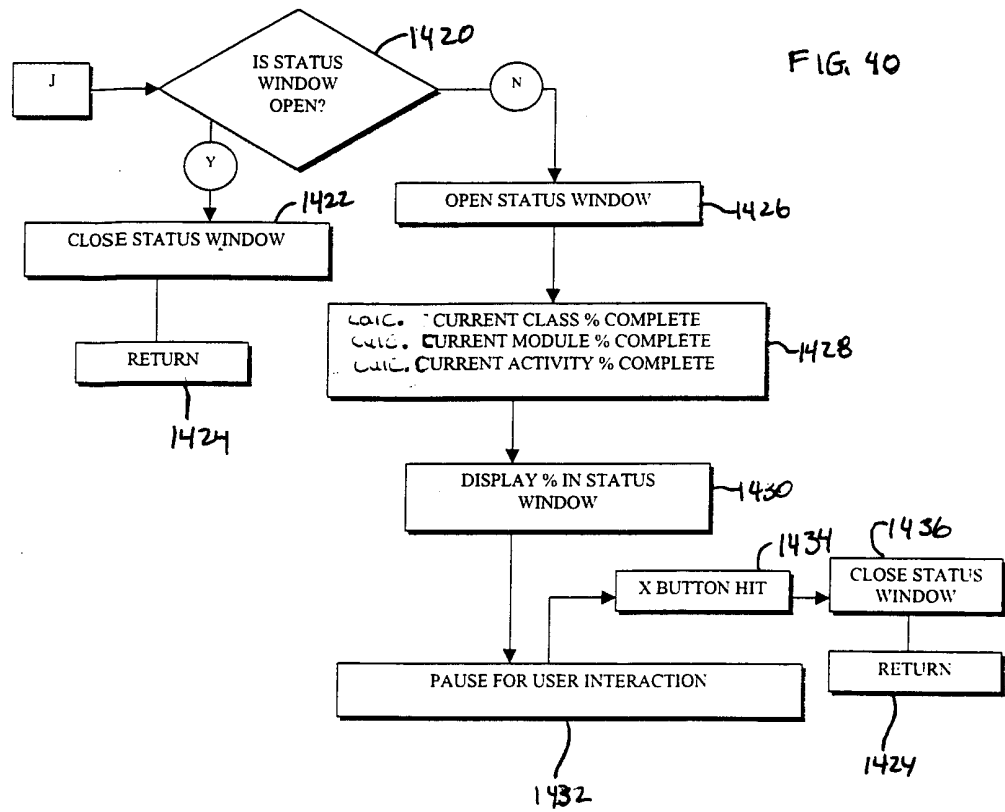 FIG. 40
1420
J
IS STATUS
WINDOW
OPEN?
N
Y
1422
CLOSE STATUS WINDOW
OPEN STATUS WINDOW
1426
RETURN
1424
calc. CURRENT CLASS % COMPLETE
calc. CURRENT MODULE % COMPLETE
calc. CURRENT ACTIVITY % COMPLETE
1428
DISPLAY % IN STATUS
WINDOW
1430
1434
1436
X BUTTON HIT
CLOSE STATUS
WINDOW
PAUSE FOR USER INTERACTION
RETURN
1432
1424